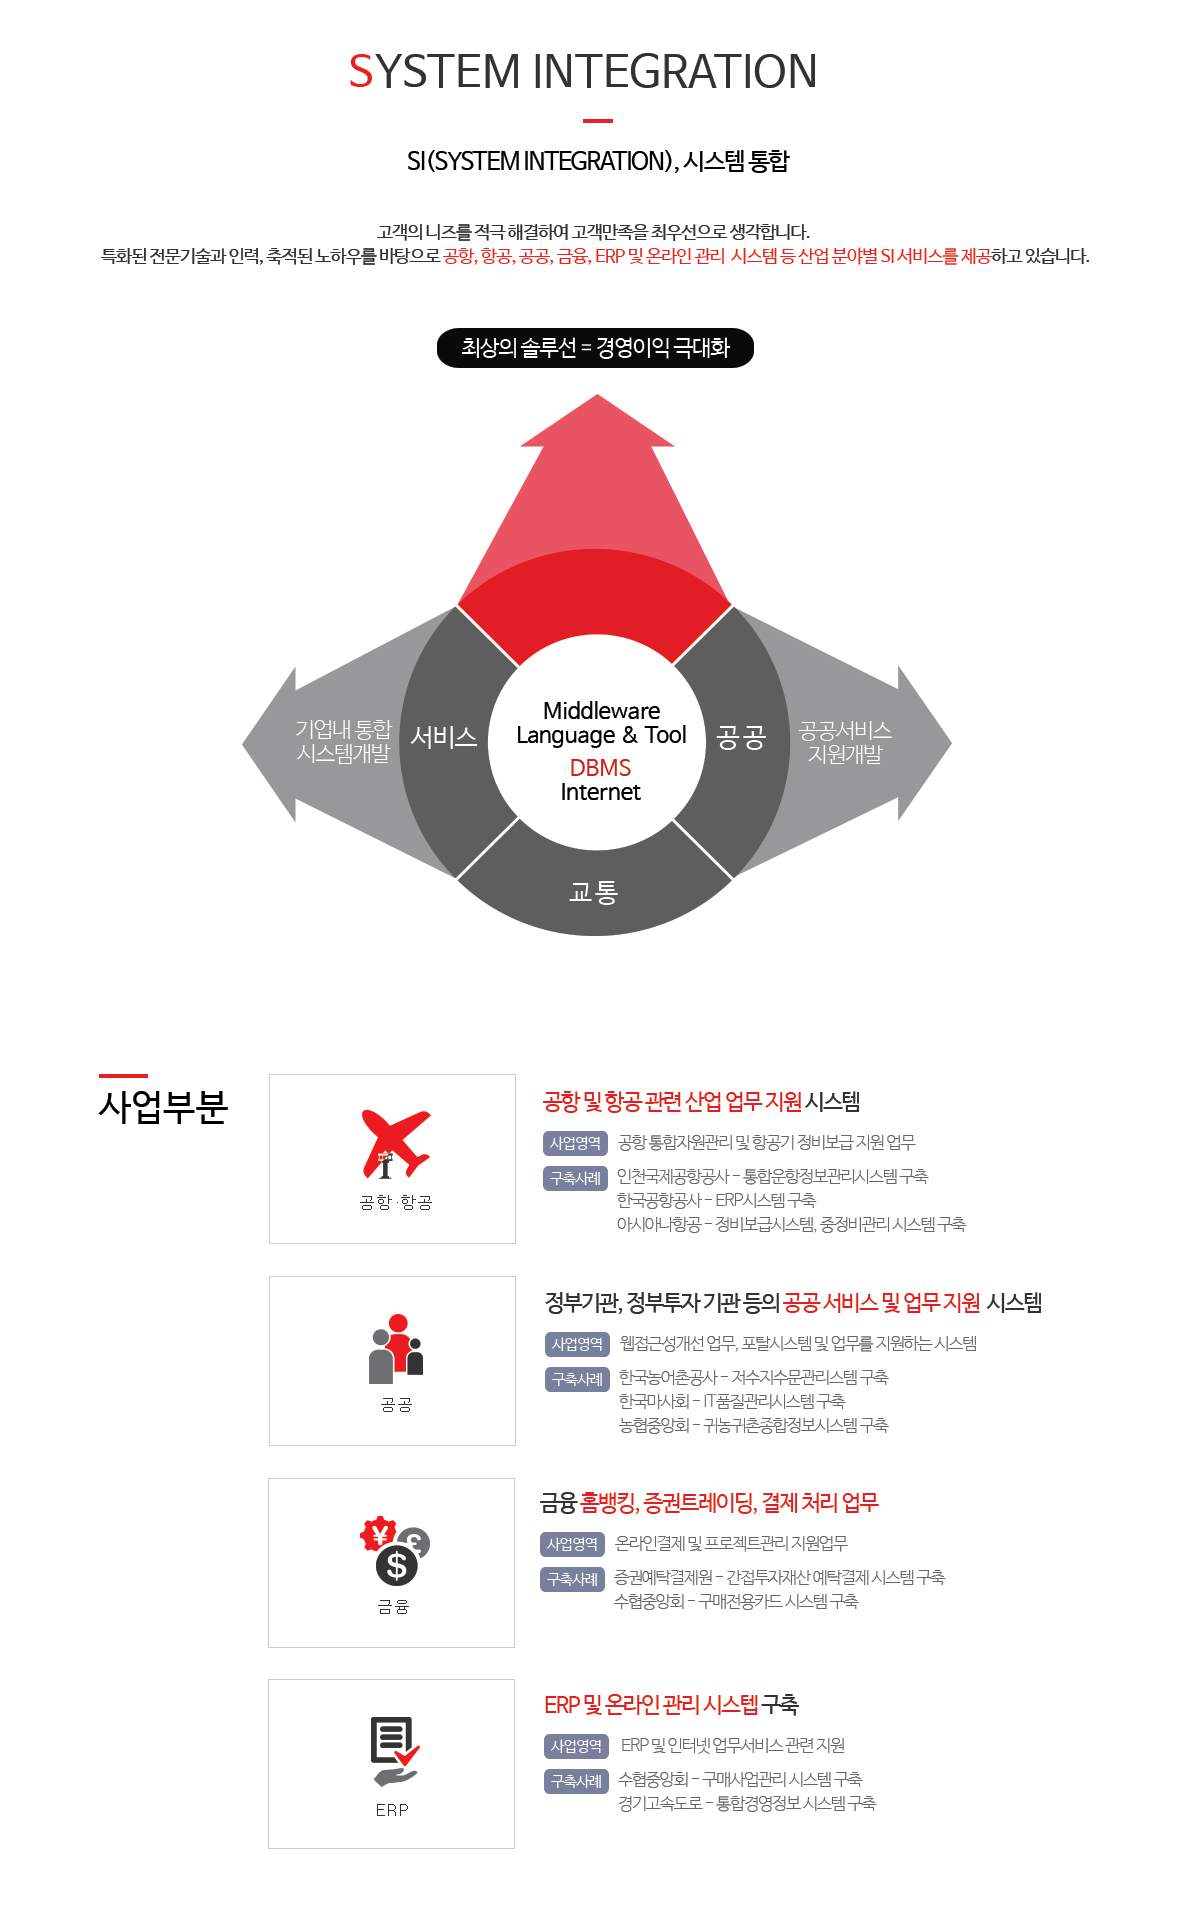 SYSTEM INTEGRATION
SI(SYSTEM INTEGRATION), 시스템 통합
고객의 니즈를 적극 해결하여 고객만족을 최우선으로 생각합니다.
특화된 전문기술과 인력, 축적된 노하우를 바탕으로 공항, 항공, 공공, 금융, ERP 및 온라인 관리 시스템 등 산업 분야별 SI 서비스를 제공하고 있습니다.
최상의 솔루션 = 경영이익 극대화
기업내 통합
시스템개발
서비스
Middleware
Language & Tool
DBMS
Internet
공공
공공서비스
지원개발
교통
사업부분
공항·항공
공항 및 항공 관련 산업 업무 지원 시스템
사업영역 공항 통합자원관리 및 항공기 정비보급 지원 업무
구축사례 인천국제공항공사 - 통합운항정보관리시스템 구축
한국공항공사 - ERP시스템 구축
아시아나항공 - 정비보급시스템, 중정비관리 시스템 구축
공공
정부기관, 정부투자 기관 등의 공공 서비스 및 업무 지원 시스템
사업영역 웹접근성개선 업무, 포탈시스템 및 업무를 지원하는 시스템
구축사례 한국농어촌공사 - 저수지수문관리스템 구축
한국마사회 - IT품질관리시스템 구축
농협중앙회 - 귀농귀촌종합정보시스템 구축
금융
금융 홈뱅킹, 증권트레이딩, 결제 처리 업무
사업영역 온라인결제 및 프로젝트관리 지원업무
구축사례 증권예탁결제원 - 간접투자재산 예탁결제 시스템 구축
수협중앙회 - 구매전용카드 시스템 구축
ERP
ERP 및 온라인 관리 시스텝 구축
사업영역 ERP 및 인터넷 업무서비스 관련 지원
구축사례 수협중앙회 - 구매사업관리 시스템 구축
경기고속도로 - 통합경영정보 시스템 구축